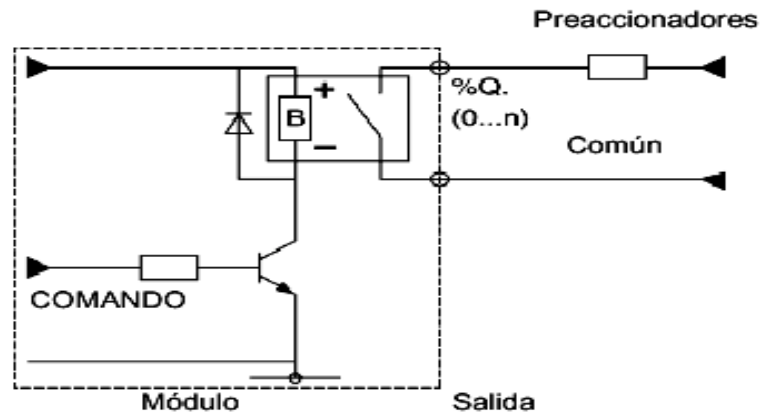 Preaccionadores
+
%Q.
B
(0...n)
−
Común
COMANDO
Módulo
Salida